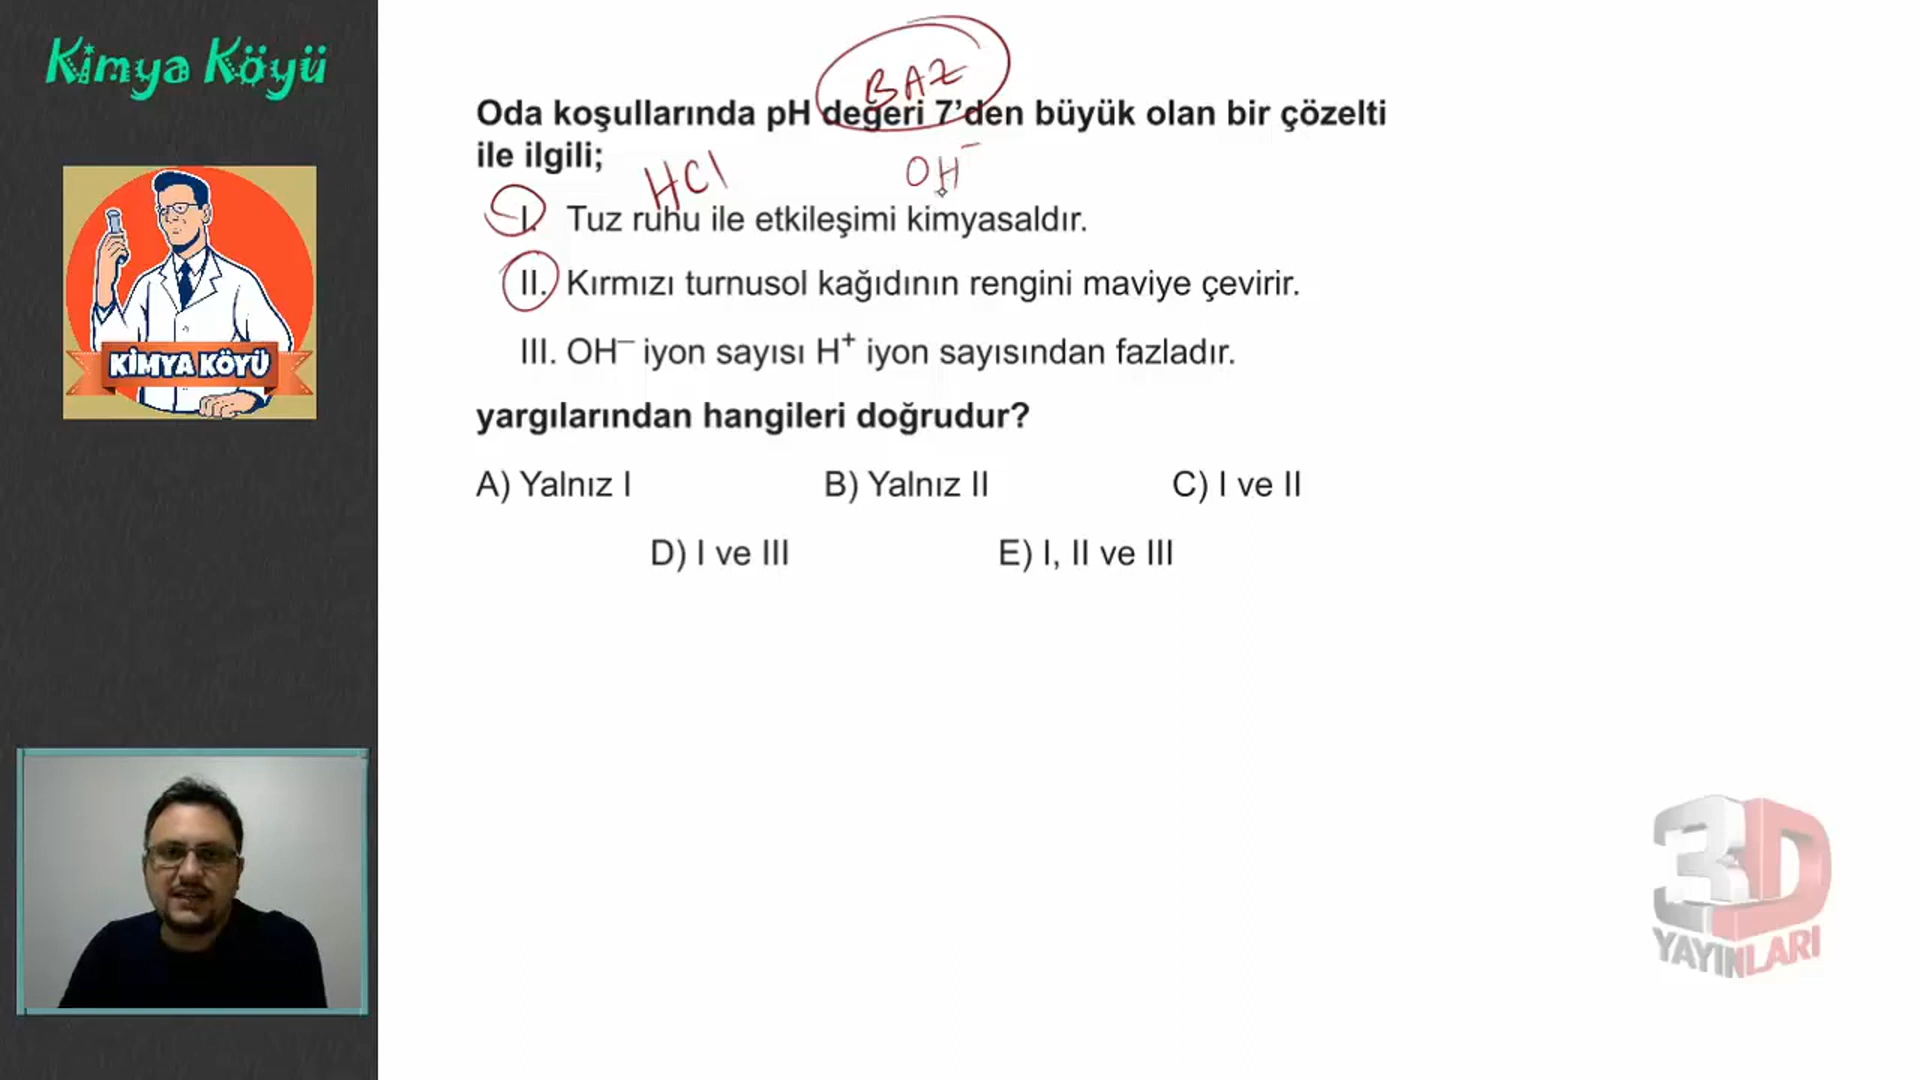 Kimya Köyü
KİMYA KÖYÜ
BAZ
Oda koşullarında pH değeri 7’den büyük olan bir çözelti
ile ilgili;
HCl
OH⁻
I. Tuz ruhu ile etkileşimi kimyasaldır.
II. Kırmızı turnusol kağıdının rengini maviye çevirir.
III. OH⁻ iyon sayısı H⁺ iyon sayısından fazladır.
yargılarından hangileri doğrudur?
A) Yalnız I B) Yalnız II C) I ve II
D) I ve III E) I, II ve III
3D
YAYINLARI